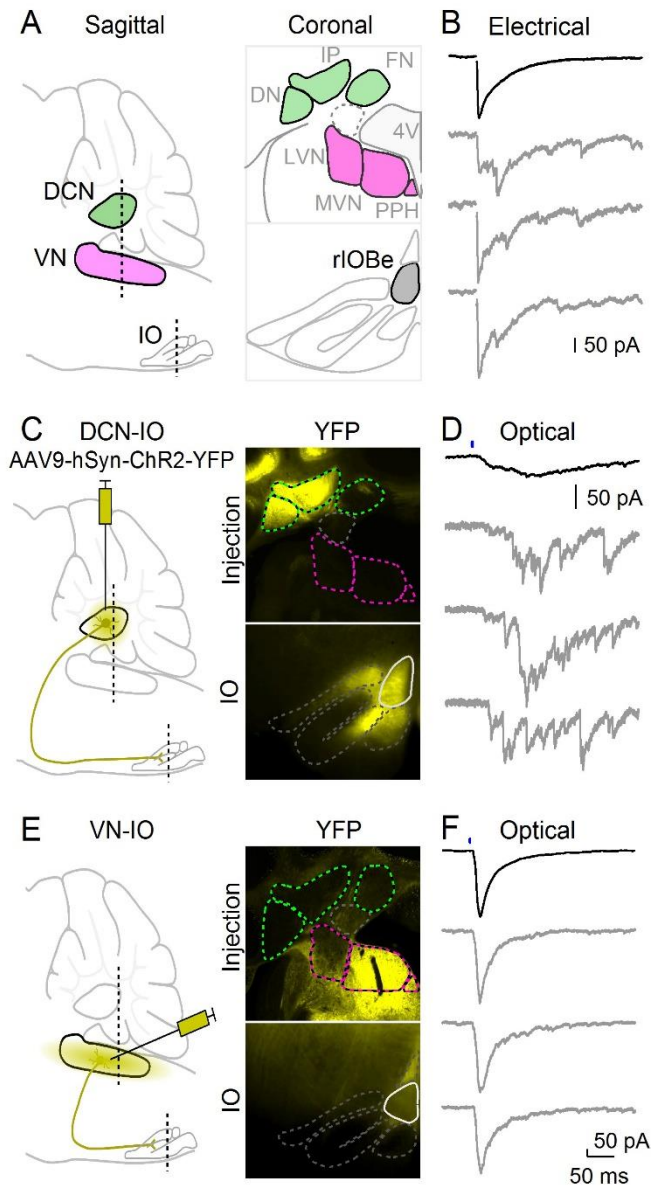 A Sagittal Coronal B Electrical
IP
FN
DN
4V
DCN
LVN
VN
MVN
PPH
rIOBe
IO
50 pA
C DCN-IO YFP D Optical
AAV9-hSyn-ChR2-YFP
50 pA
Injection
IO
E VN-IO YFP F Optical
Injection
IO
50 pA
50 ms